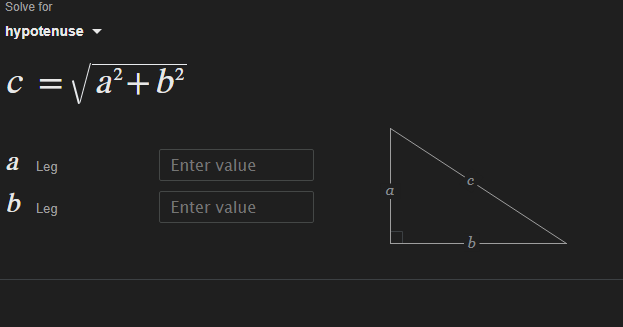 Solve for
hypotenuse
c = √a²+b²
a Leg Enter value
b Leg Enter value
a
c
b